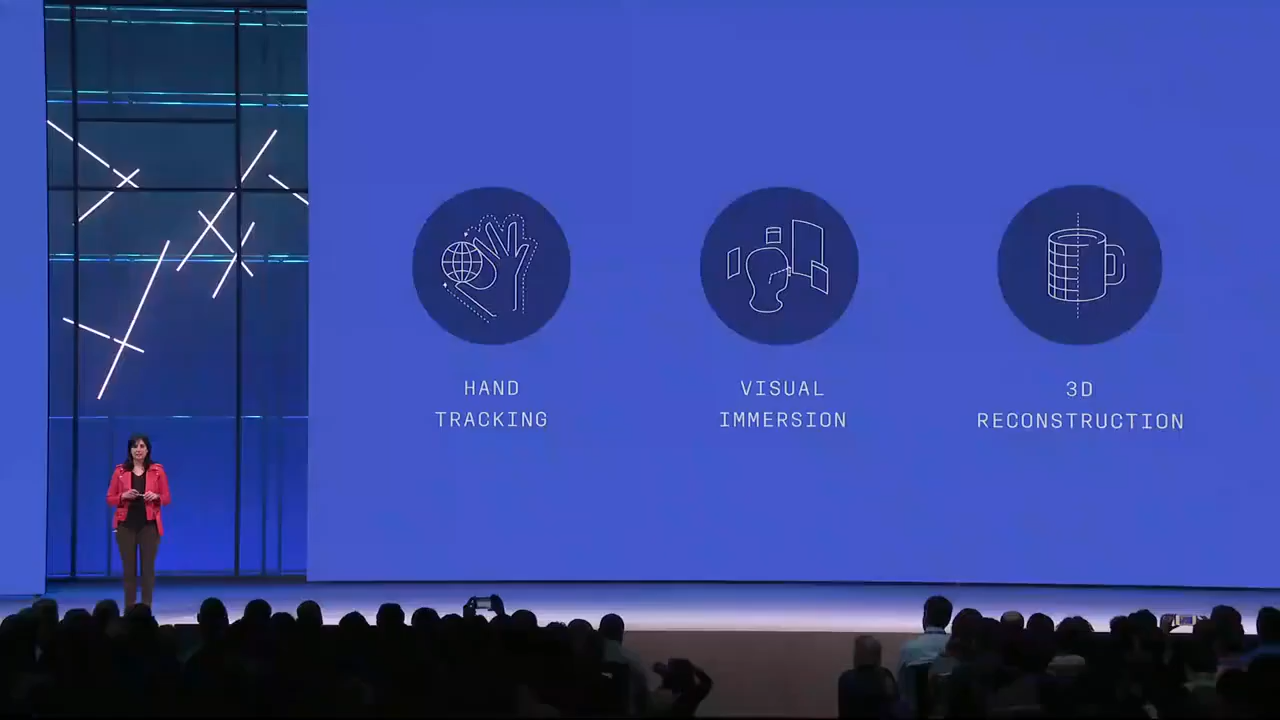 HAND
TRACKING
VISUAL
IMMERSION
3D
RECONSTRUCTION